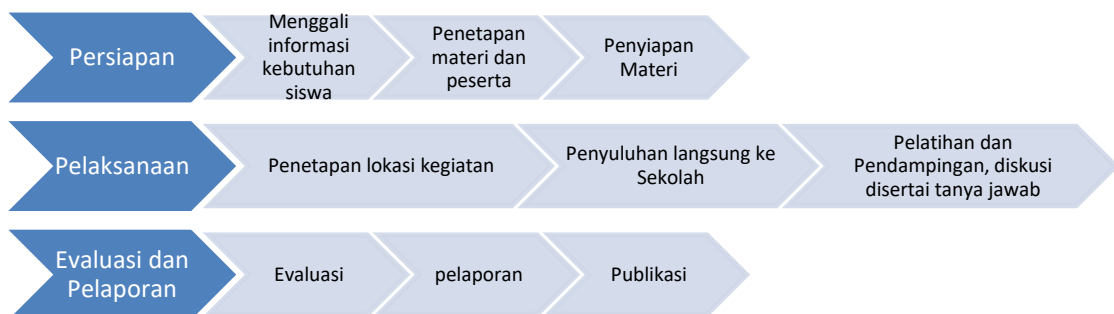 Persiapan
Menggali
informasi
kebutuhan
siswa
Penetapan
materi dan
peserta
Penyiapan
Materi
Pelaksanaan
Penetapan lokasi kegiatan
Penyuluhan langsung ke
Sekolah
Pelatihan dan
Pendampingan, diskusi
disertai tanya jawab
Evaluasi dan
Pelaporan
Evaluasi
pelaporan
Publikasi